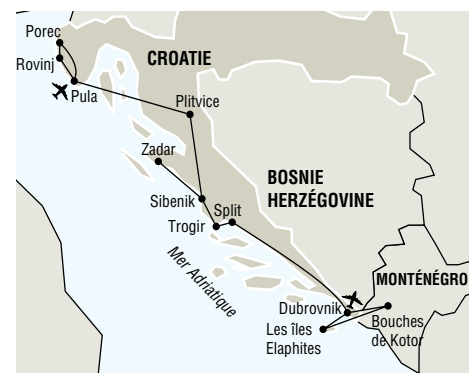 Porec
CROATIE
Rovinj
Pula
Plitvice
Zadar
BOSNIE
HERZÉGOVINE
Sibenik
Split
Trogir
Mer Adriatique
MONTÉNÉGRO
Dubrovnik
Bouches
de Kotor
Les îles
Elaphites